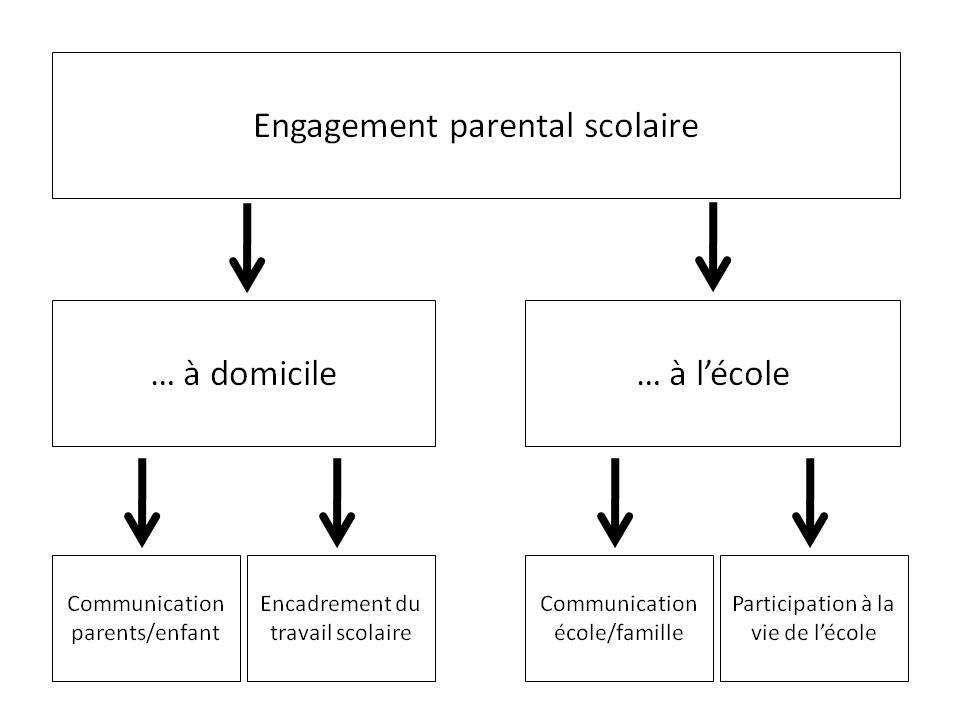 Engagement parental scolaire
… à domicile
… à l’école
Communication
parents/enfant
Encadrement du
travail scolaire
Communication
école/famille
Participation à la
vie de l’école